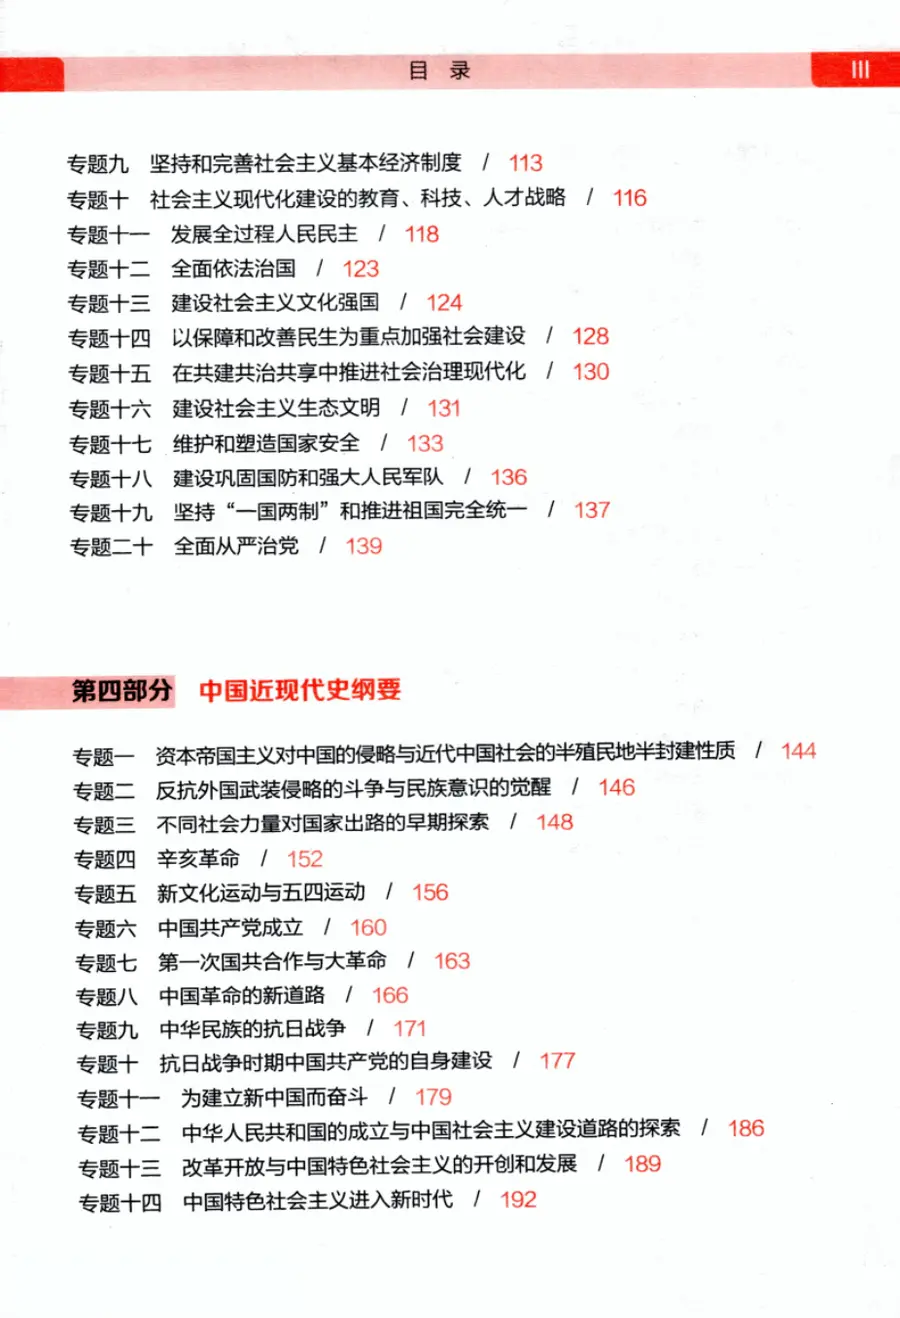 目 录
III
专题九 坚持和完善社会主义基本经济制度 / 113
专题十 社会主义现代化建设的教育、科技、人才战略 / 116
专题十一 发展全过程人民民主 / 118
专题十二 全面依法治国 / 123
专题十三 建设社会主义文化强国 / 124
专题十四 以保障和改善民生为重点加强社会建设 / 128
专题十五 在共建共治共享中推进社会治理现代化 / 130
专题十六 建设社会主义生态文明 / 131
专题十七 维护和塑造国家安全 / 133
专题十八 建设巩固国防和强大人民军队 / 136
专题十九 坚持“一国两制”和推进祖国完全统一 / 137
专题二十 全面从严治党 / 139
第四部分 中国近现代史纲要
专题一 资本帝国主义对中国的侵略与近代中国社会的半殖民地半封建性质 / 144
专题二 反抗外国武装侵略的斗争与民族意识的觉醒 / 146
专题三 不同社会力量对国家出路的早期探索 / 148
专题四 辛亥革命 / 152
专题五 新文化运动与五四运动 / 156
专题六 中国共产党成立 / 160
专题七 第一次国共合作与大革命 / 163
专题八 中国革命的新道路 / 166
专题九 中华民族的抗日战争 / 171
专题十 抗日战争时期中国共产党的自身建设 / 177
专题十一 为建立新中国而奋斗 / 179
专题十二 中华人民共和国的成立与中国社会主义建设道路的探索 / 186
专题十三 改革开放与中国特色社会主义的开创和发展 / 189
专题十四 中国特色社会主义进入新时代 / 192